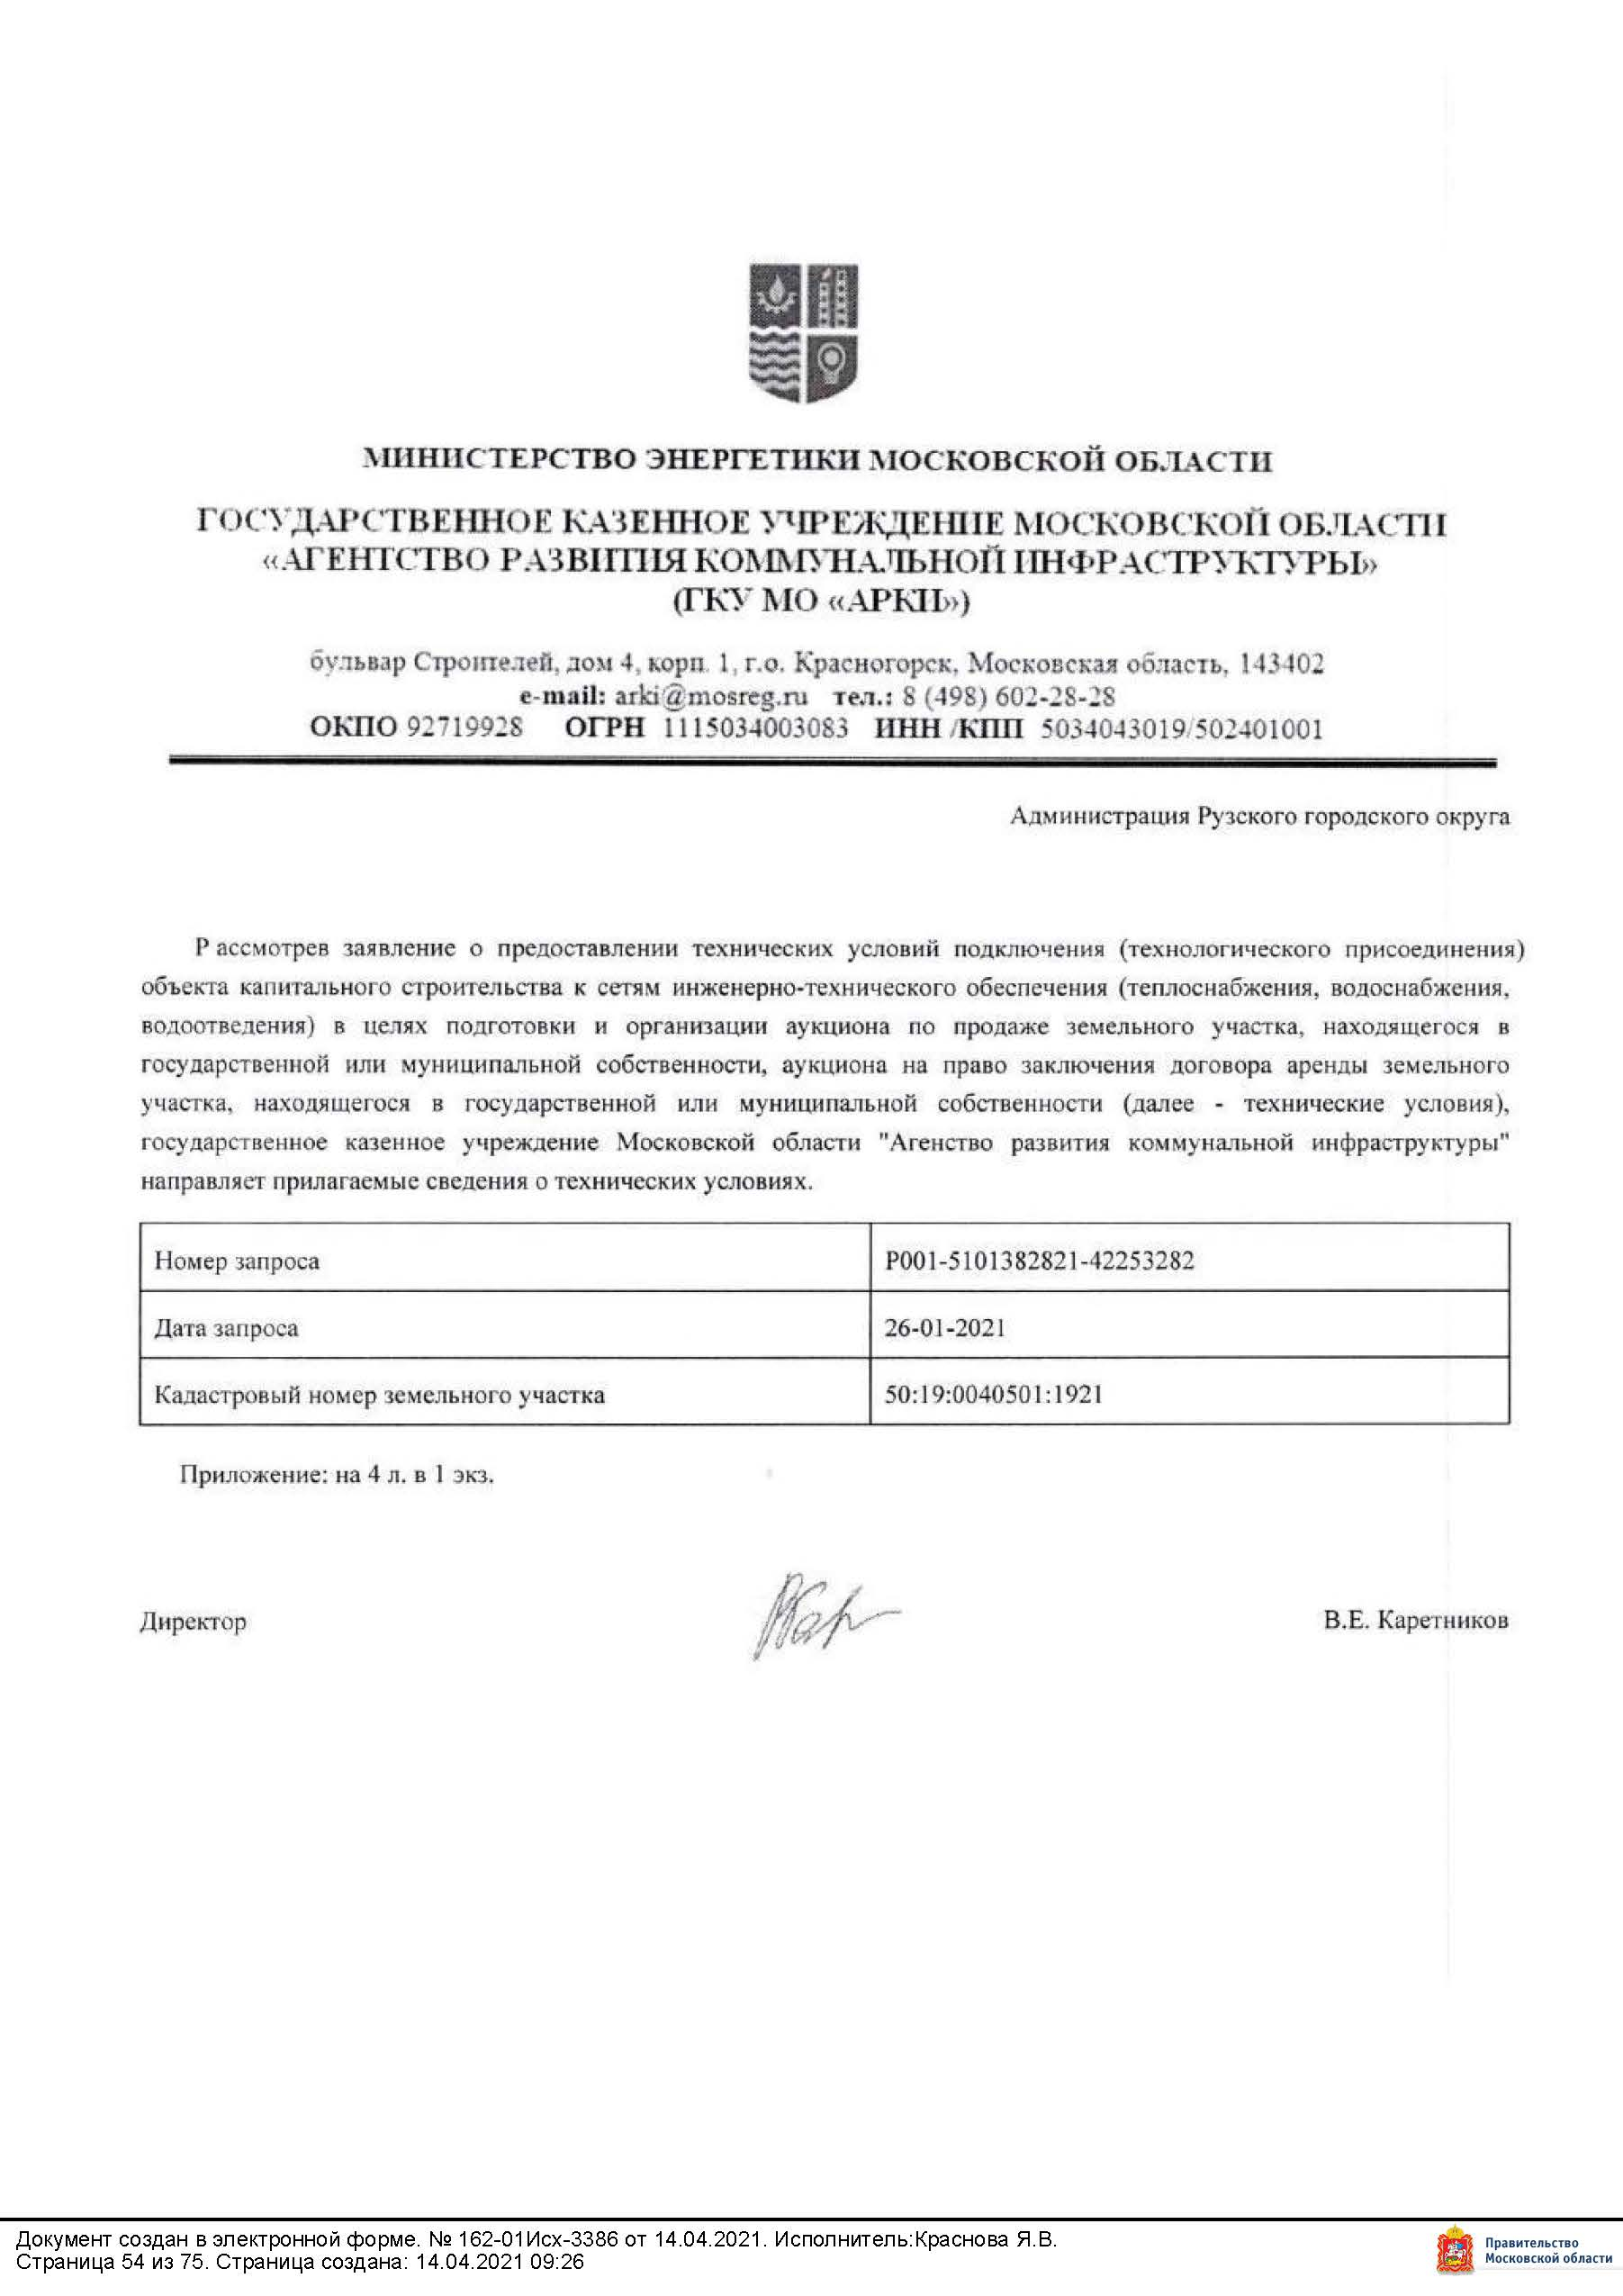 МИНИСТЕРСТВО ЭНЕРГЕТИКИ МОСКОВСКОЙ ОБЛАСТИ
ГОСУДАРСТВЕННОЕ КАЗЕННОЕ УЧРЕЖДЕНИЕ МОСКОВСКОЙ ОБЛАСТИ
«АГЕНТСТВО РАЗВИТИЯ КОММУНАЛЬНОЙ ИНФРАСТРУКТУРЫ»
(ГКУ МО «АРКИ»)
бульвар Строителей, дом 4, корп. 1, г.о. Красногорск, Московская область, 143402
e-mail: arki@mosreg.ru тел.: 8 (498) 602-28-28
ОКПО 92719928 ОГРН 1115034003083 ИНН /КПП 5034043019/502401001
Администрация Рузского городского округа
Р ассмотрев заявление о предоставлении технических условий подключения (технологического присоединения)
объекта капитального строительства к сетям инженерно-технического обеспечения (теплоснабжения, водоснабжения,
водоотведения) в целях подготовки и организации аукциона по продаже земельного участка, находящегося в
государственной или муниципальной собственности, аукциона на право заключения договора аренды земельного
участка, находящегося в государственной или муниципальной собственности (далее - технические условия),
государственное казенное учреждение Московской области "Агенство развития коммунальной инфраструктуры"
направляет прилагаемые сведения о технических условиях.
Номер запроса P001-5101382821-42253282
Дата запроса 26-01-2021
Кадастровый номер земельного участка 50:19:0040501:1921
Приложение: на 4 л. в 1 экз.
Директор В.Е. Каретников
Документ создан в электронной форме. № 162-01Исх-3386 от 14.04.2021. Исполнитель:Краснова Я.В.
Страница 54 из 75. Страница создана: 14.04.2021 09:26
Правительство
Московской области